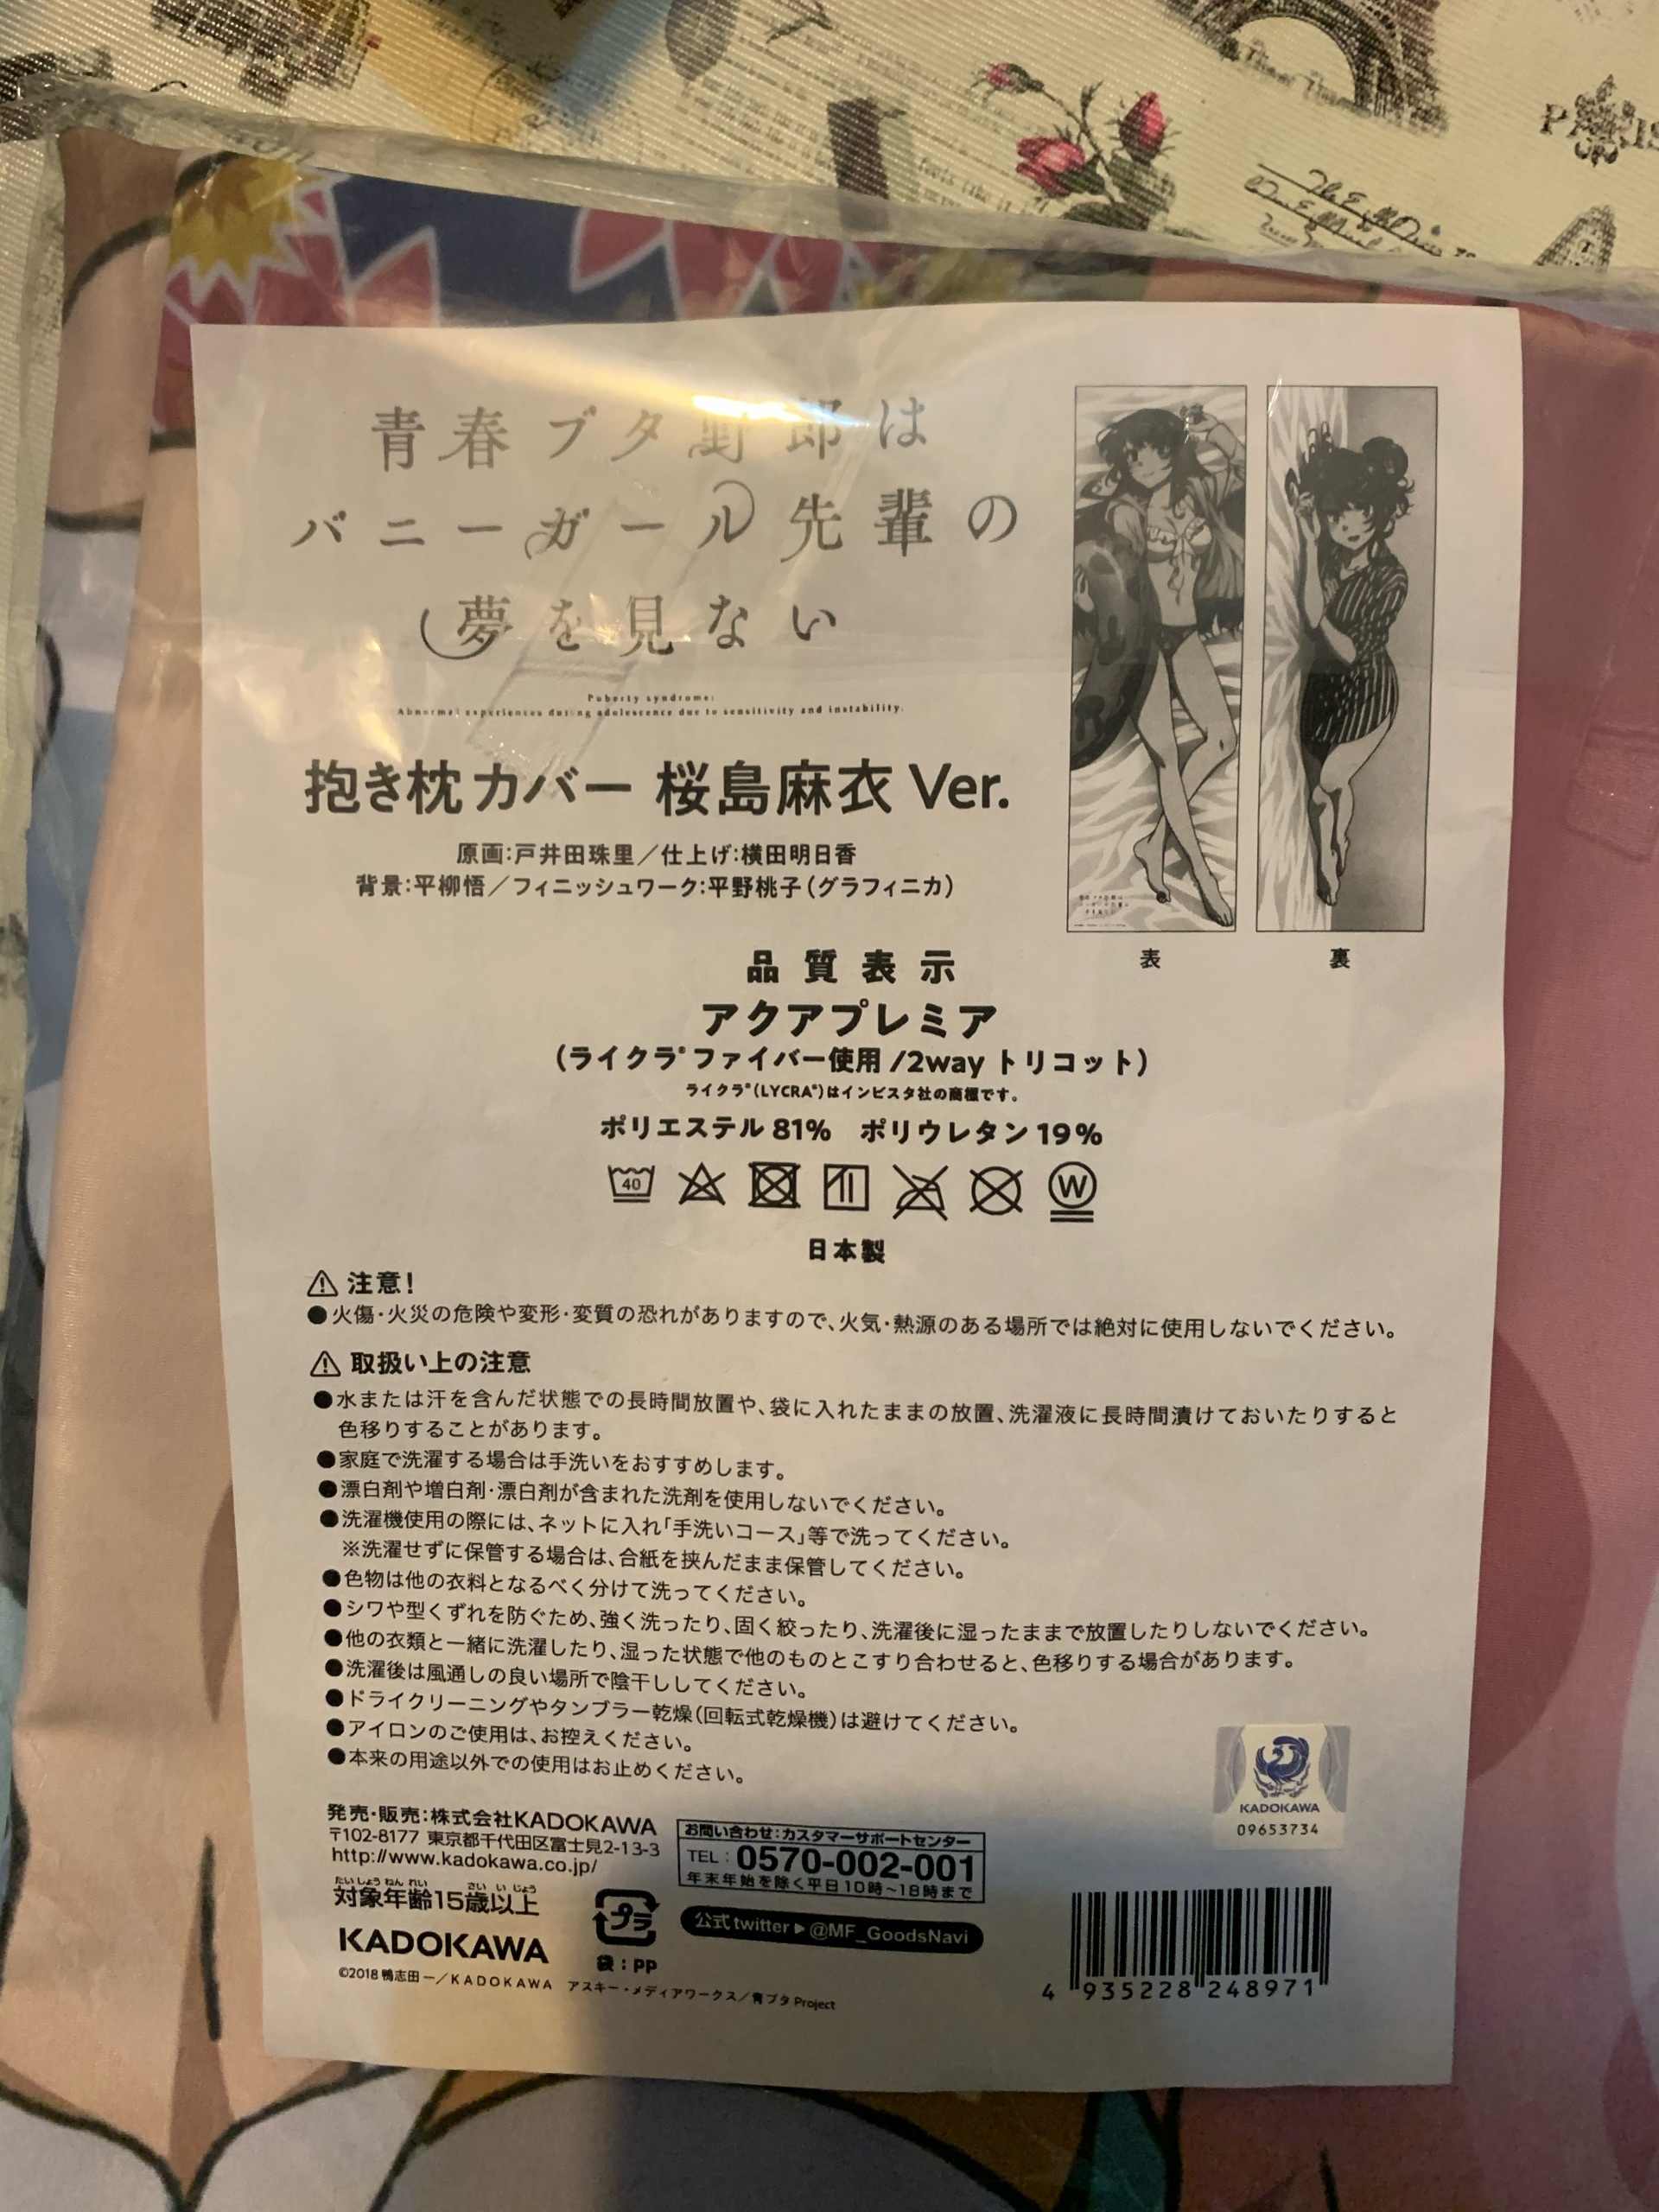 PARIS
青春ブタ野郎は
バニーガール先輩の
夢を見ない
Puberty syndrome:
Abnormal experiences during adolescence due to sensitivity and instability.
抱き枕カバー 桜島麻衣 Ver.
原画:戸井田珠里／仕上げ:横田明日香
背景:平柳悟／フィニッシュワーク:平野桃子(グラフィニカ)
表
裏
品質表示
アクアプレミア
(ライクラ®ファイバー使用/2wayトリコット)
ライクラ®(LYCRA®)はインビスタ社の商標です。
ポリエステル81% ポリウレタン19%
40
W
日本製
⚠ 注意!
●火傷・火災の危険や変形・変質の恐れがありますので、火気・熱源のある場所では絶対に使用しないでください。
⚠ 取扱い上の注意
●水または汗を含んだ状態での長時間放置や、袋に入れたままの放置、洗濯液に長時間漬けておいたりすると
色移りすることがあります。
●家庭で洗濯する場合は手洗いをおすすめします。
●漂白剤や増白剤・漂白剤が含まれた洗剤を使用しないでください。
●洗濯機使用の際には、ネットに入れ「手洗いコース」等で洗ってください。
※洗濯せずに保管する場合は、合紙を挟んだまま保管してください。
●色物は他の衣料となるべく分けて洗ってください。
●シワや型くずれを防ぐため、強く洗ったり、固く絞ったり、洗濯後に湿ったままで放置したりしないでください。
●他の衣類と一緒に洗濯したり、湿った状態で他のものとこすり合わせると、色移りする場合があります。
●洗濯後は風通しの良い場所で陰干ししてください。
●ドライクリーニングやタンブラー乾燥(回転式乾燥機)は避けてください。
●アイロンのご使用は、お控えください。
●本来の用途以外での使用はお止めください。
KADOKAWA
09653734
発売・販売:株式会社KADOKAWA
〒102-8177 東京都千代田区富士見2-13-3
http://www.kadokawa.co.jp/
たいしょうねんれい さい いじょう
対象年齢15歳以上
KADOKAWA
プラ
袋:PP
お問い合わせ:カスタマーサポートセンター
TEL: 0570-002-001
年末年始を除く平日10時~18時まで
公式twitter▶@MF_GoodsNavi
©2018 鴨志田 一／KADOKAWA アスキー・メディアワークス／青ブタ Project
4 935228 248971